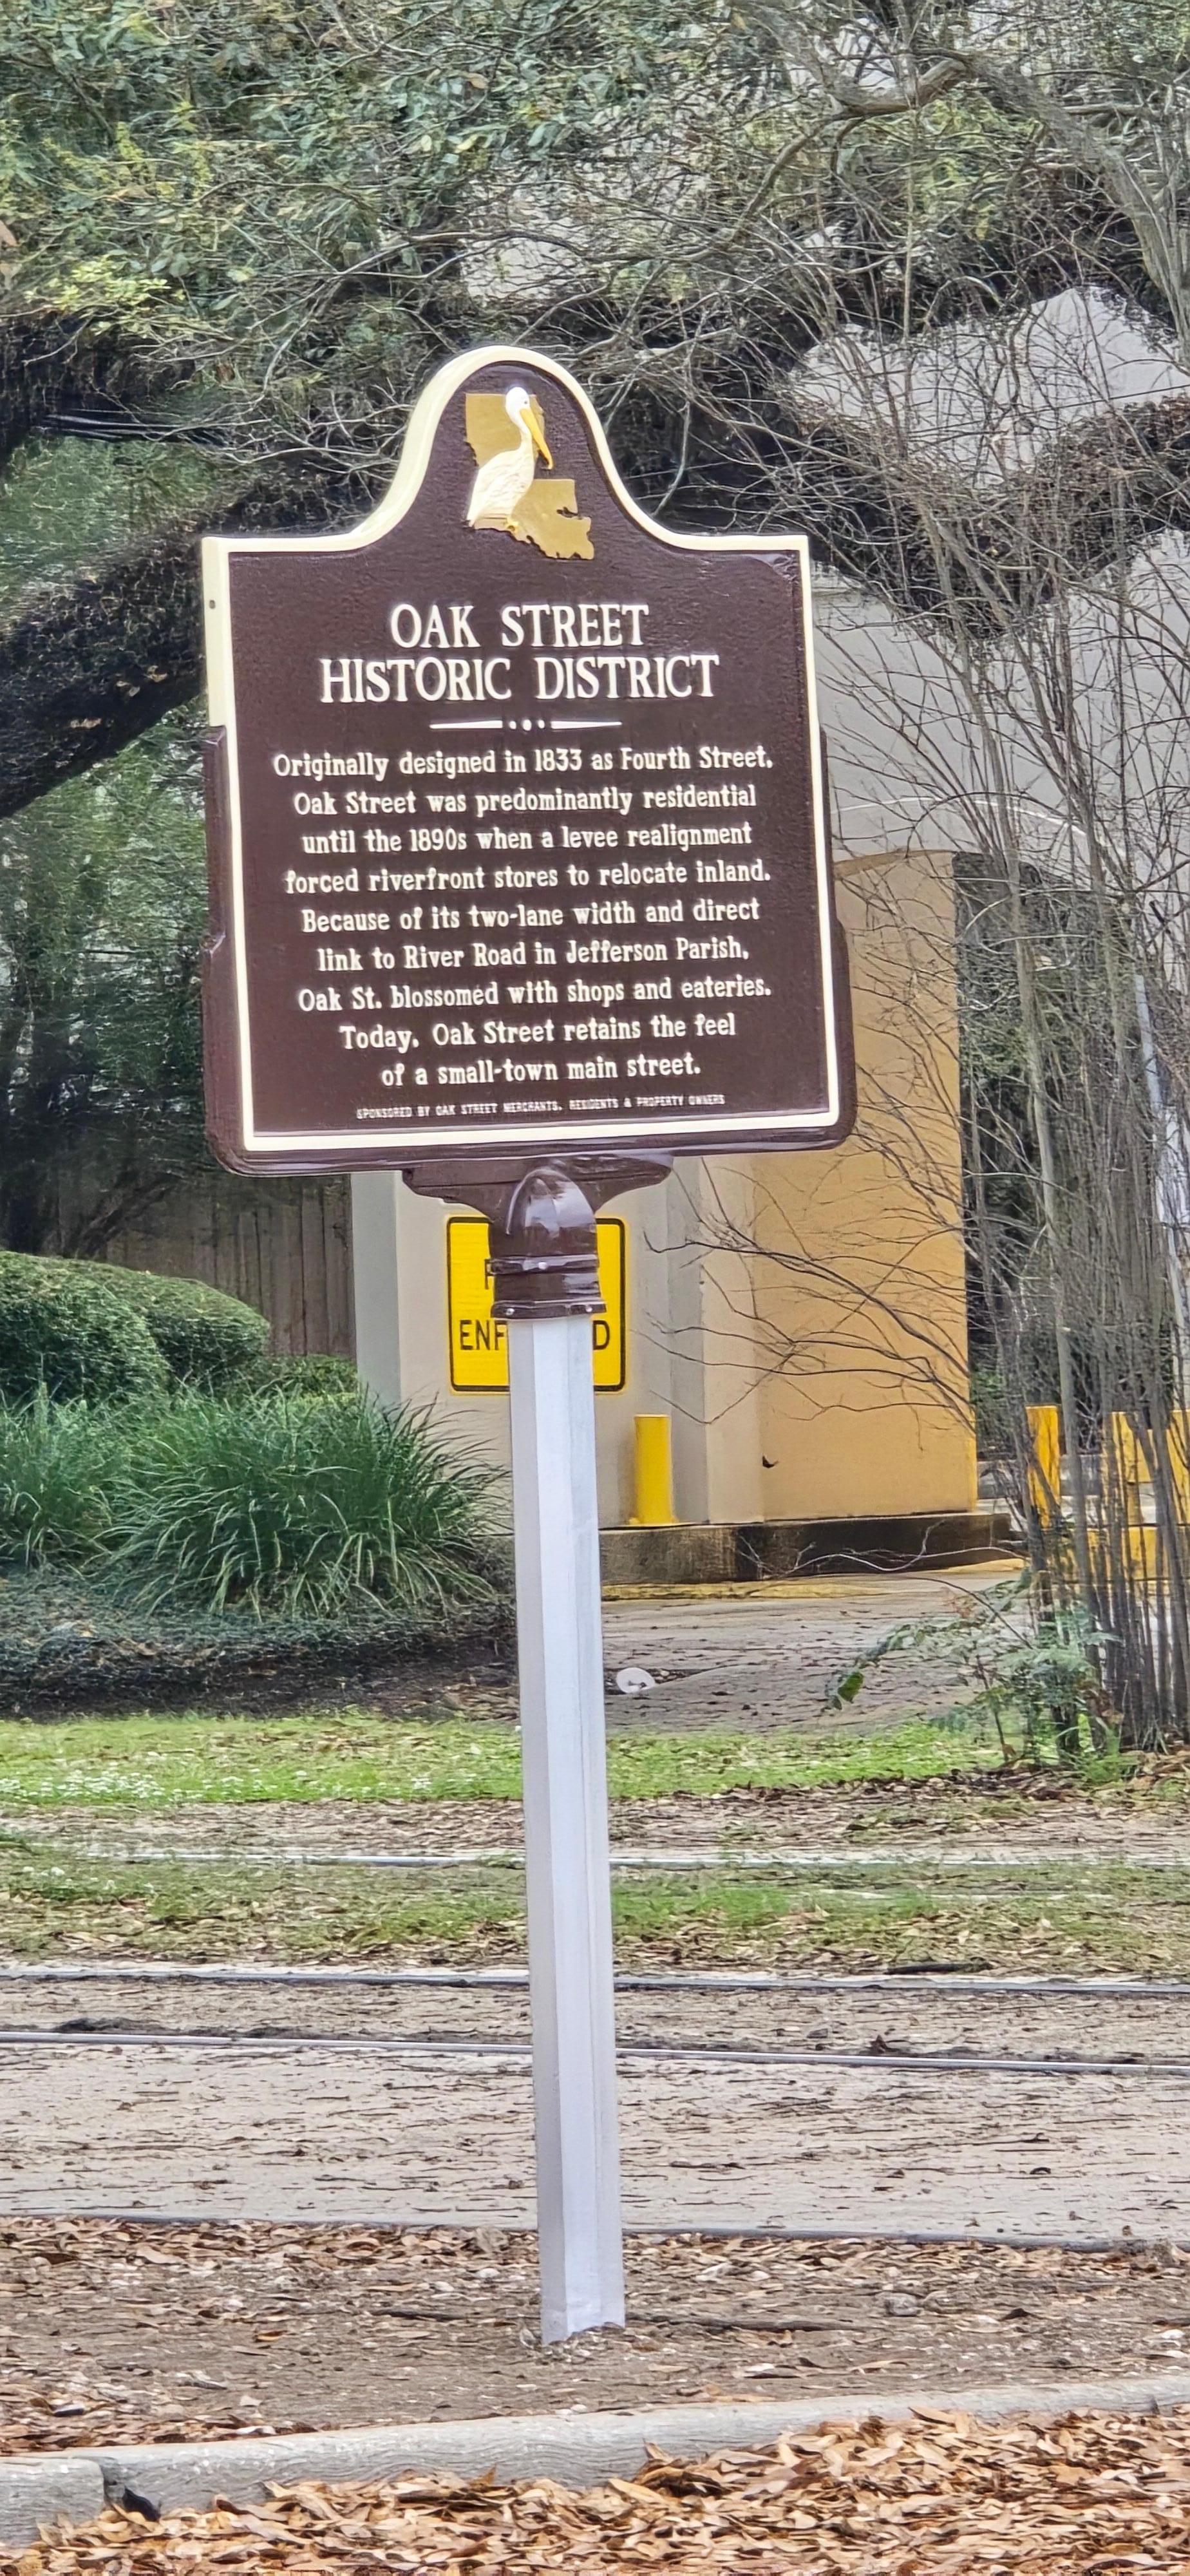 OAK STREET
HISTORIC DISTRICT
Originally designed in 1833 as Fourth Street,
Oak Street was predominantly residential
until the 1890s when a levee realignment
forced riverfront stores to relocate inland.
Because of its two-lane width and direct
link to River Road in Jefferson Parish,
Oak St. blossomed with shops and eateries.
Today, Oak Street retains the feel
of a small-town main street.
SPONSORED BY OAK STREET MERCHANTS, RESIDENTS & PROPERTY OWNERS